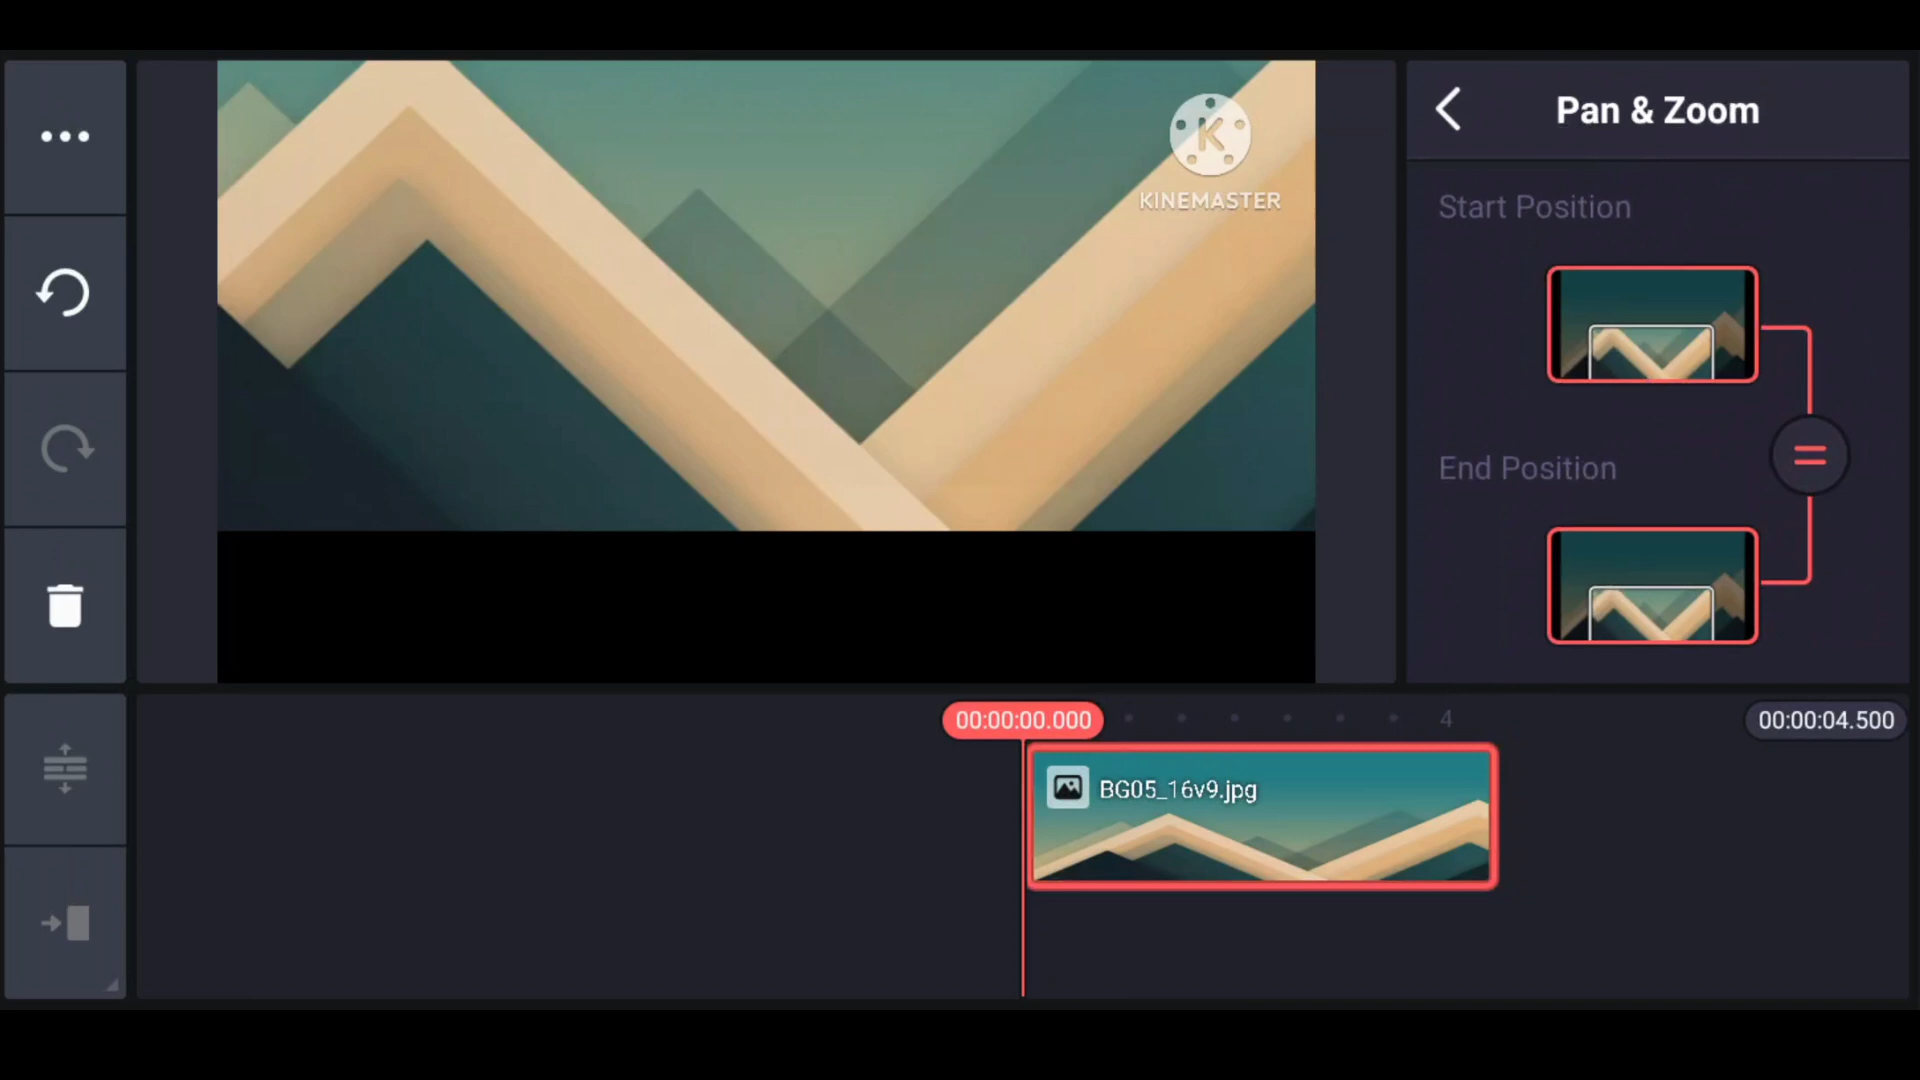 Pan & Zoom
K
KINEMASTER
Start Position
End Position
00:00:00.000
4
00:00:04.500
BG05_16v9.jpg